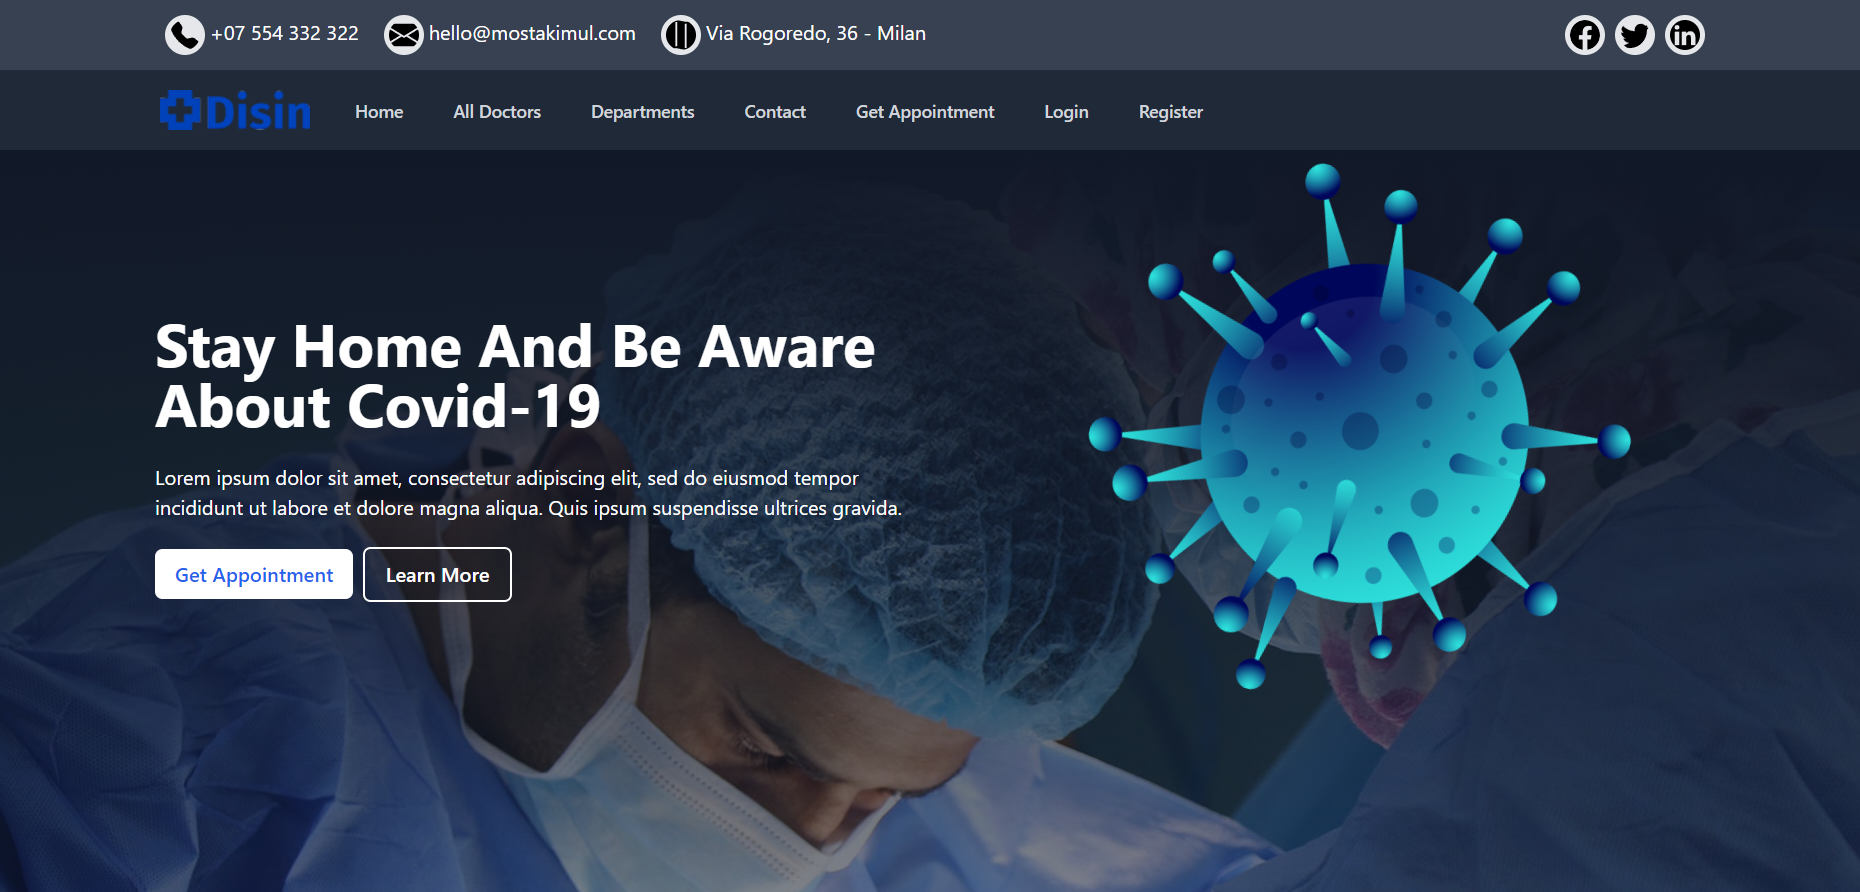 +07 554 332 322 hello@mostakimul.com Via Rogoredo, 36 - Milan
Disin Home All Doctors Departments Contact Get Appointment Login Register
Stay Home And Be Aware
About Covid-19
Lorem ipsum dolor sit amet, consectetur adipiscing elit, sed do eiusmod tempor
incididunt ut labore et dolore magna aliqua. Quis ipsum suspendisse ultrices gravida.
Get Appointment Learn More